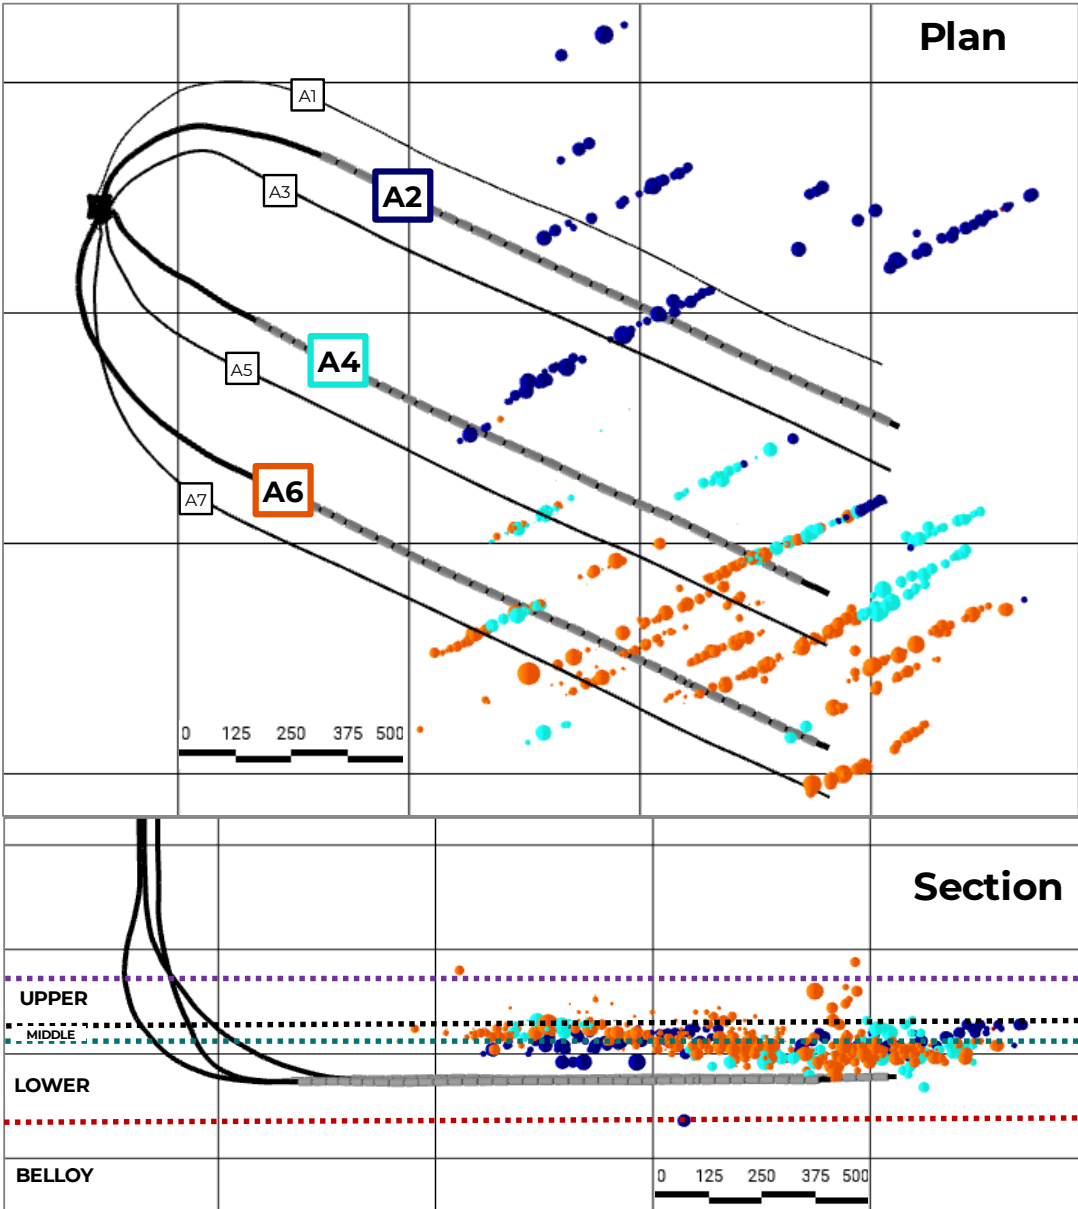 Plan
A1
A2
A3
A4
A5
A6
A7
0 125 250 375 500
Section
UPPER
MIDDLE
LOWER
BELLOY
0 125 250 375 500